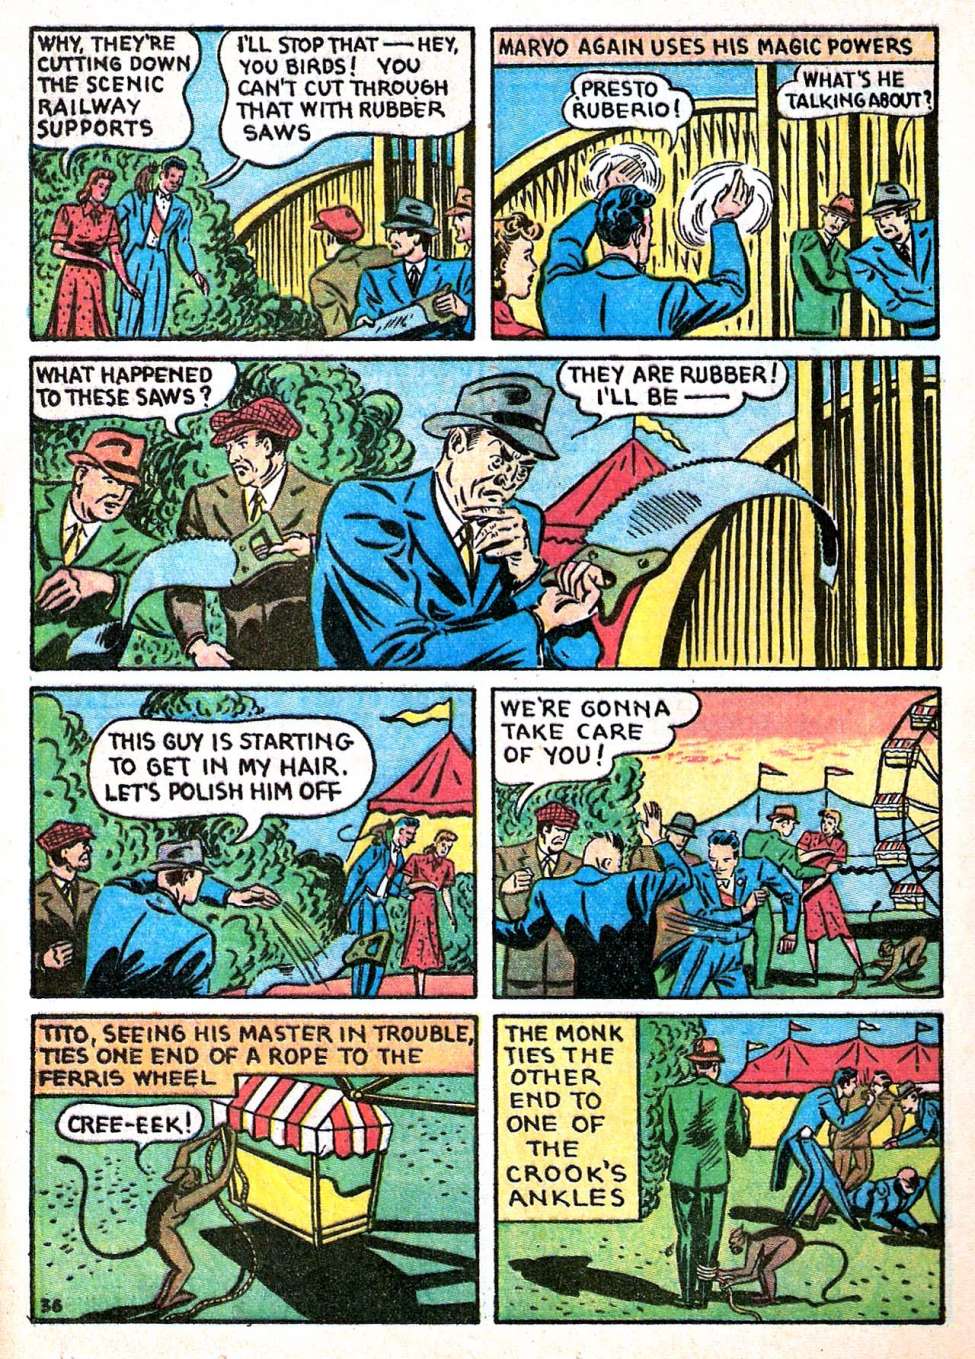 WHY, THEY'RE
CUTTING DOWN
THE SCENIC
RAILWAY
SUPPORTS
I'LL STOP THAT — HEY,
YOU BIRDS! YOU
CAN'T CUT THROUGH
THAT WITH RUBBER
SAWS
MARVO AGAIN USES HIS MAGIC POWERS
PRESTO
RUBERIO!
WHAT'S HE
TALKING ABOUT?
WHAT HAPPENED
TO THESE SAWS?
THEY ARE RUBBER!
I'LL BE —
THIS GUY IS STARTING
TO GET IN MY HAIR.
LET'S POLISH HIM OFF
WE'RE GONNA
TAKE CARE
OF YOU!
TITO, SEEING HIS MASTER IN TROUBLE,
TIES ONE END OF A ROPE TO THE
FERRIS WHEEL
CREE-EEK!
36
THE MONK
TIES THE
OTHER
END TO
ONE OF
THE
CROOK'S
ANKLES